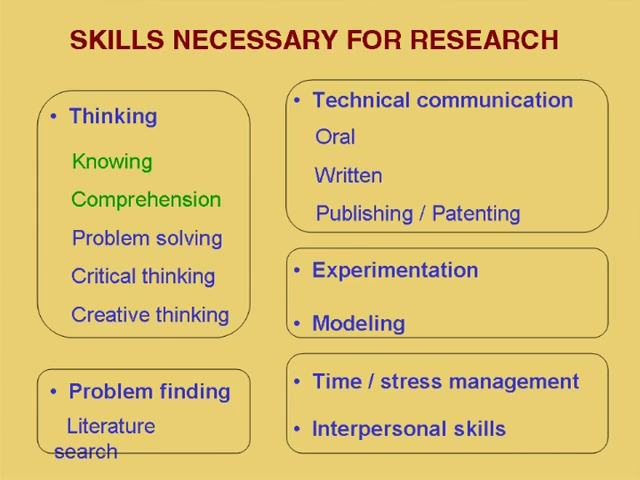 SKILLS NECESSARY FOR RESEARCH
• Thinking
Knowing
Comprehension
Problem solving
Critical thinking
Creative thinking
• Problem finding
Literature
search
• Technical communication
Oral
Written
Publishing / Patenting
• Experimentation
• Modeling
• Time / stress management
• Interpersonal skills